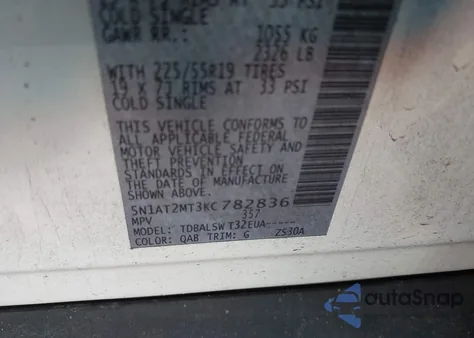 COLD SINGLE
GAWR RR.: 1055 KG
2326 LB
WITH 225/55R19 TIRES
19 X 7J RIMS AT 33 PSI
COLD SINGLE
THIS VEHICLE CONFORMS TO
ALL APPLICABLE FEDERAL
MOTOR VEHICLE SAFETY AND
THEFT PREVENTION
STANDARDS IN EFFECT ON
THE DATE OF MANUFACTURE
SHOWN ABOVE.
5N1AT2MT3KC782836
MPV 357
MODEL: TDBALSWT32EUA-----
COLOR: QAB TRIM: G ZS30A
autoSnap